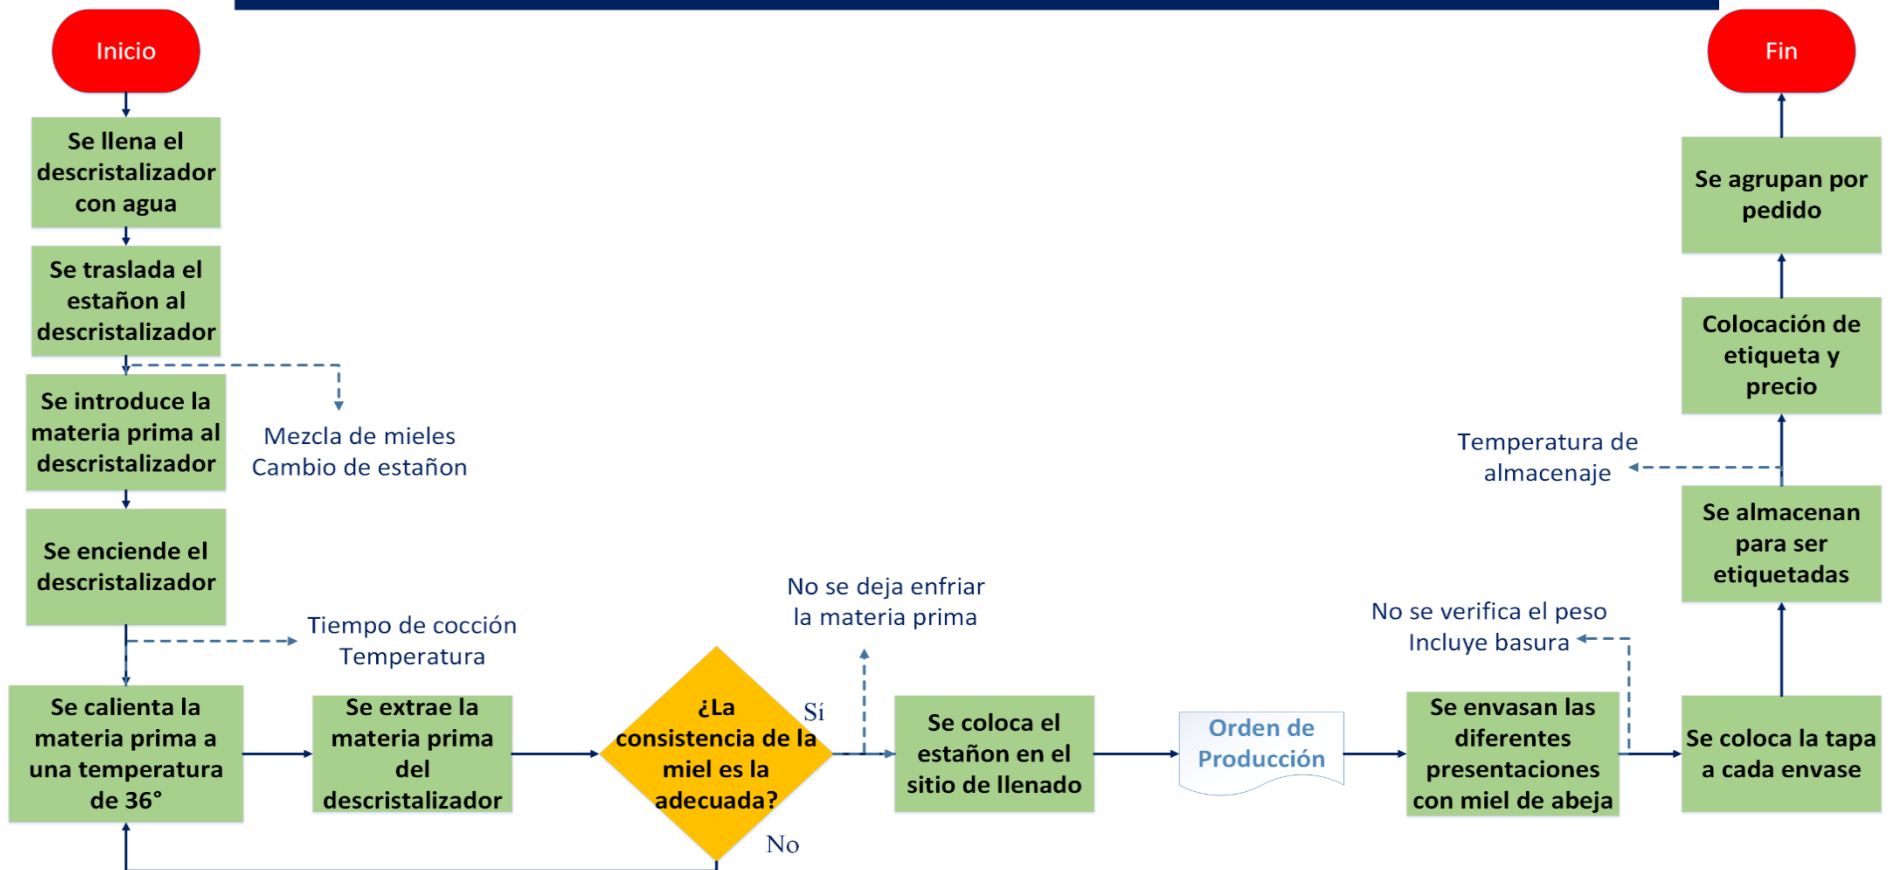 Inicio
Se llena el
descristalizador
con agua
Se traslada el
estañon al
descristalizador
Mezcla de mieles
Cambio de estañon
Se introduce la
materia prima al
descristalizador
Se enciende el
descristalizador
Tiempo de cocción
Temperatura
Se calienta la
materia prima a
una temperatura
de 36°
Se extrae la
materia prima
del
descristalizador
¿La
consistencia de la
miel es la
adecuada?
Sí
No
No se deja enfriar
la materia prima
Se coloca el
estañon en el
sitio de llenado
Orden de
Producción
Se envasan las
diferentes
presentaciones
con miel de abeja
No se verifica el peso
Incluye basura
Se coloca la tapa
a cada envase
Se almacenan
para ser
etiquetadas
Temperatura de
almacenaje
Colocación de
etiqueta y
precio
Se agrupan por
pedido
Fin